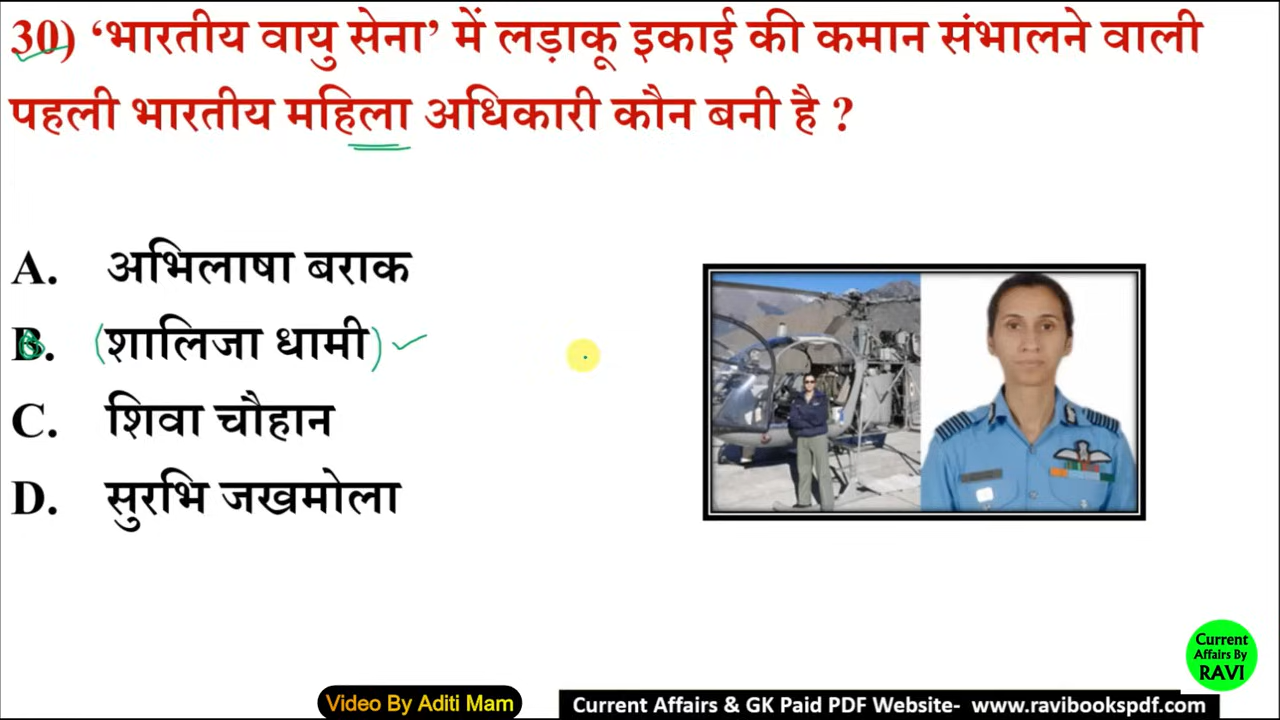 30) ‘भारतीय वायु सेना’ में लड़ाकू इकाई की कमान संभालने वाली
पहली भारतीय महिला अधिकारी कौन बनी है ?
A. अभिलाषा बराक
B. (शालिजा धामी)
C. शिवा चौहान
D. सुरभि जखमोला
Current
Affairs By
RAVI
Video By Aditi Mam
Current Affairs & GK Paid PDF Website- www.ravibookspdf.com